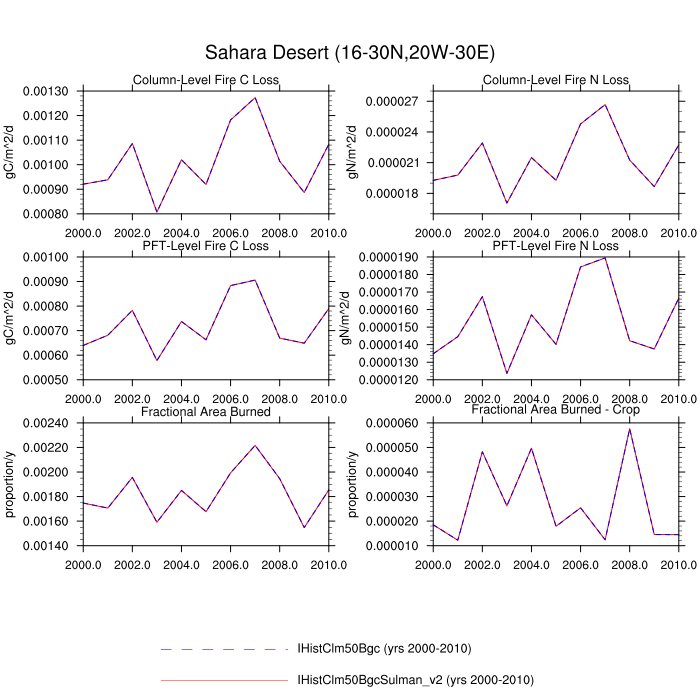 Sahara Desert (16-30N,20W-30E)
Column-Level Fire C Loss
gC/m^2/d
0.00130
0.00120
0.00110
0.00100
0.00090
0.00080
2000.0 2002.0 2004.0 2006.0 2008.0 2010.0
Column-Level Fire N Loss
gN/m^2/d
0.000027
0.000024
0.000021
0.000018
2000.0 2002.0 2004.0 2006.0 2008.0 2010.0
PFT-Level Fire C Loss
gC/m^2/d
0.00100
0.00090
0.00080
0.00070
0.00060
0.00050
2000.0 2002.0 2004.0 2006.0 2008.0 2010.0
PFT-Level Fire N Loss
gN/m^2/d
0.0000190
0.0000180
0.0000170
0.0000160
0.0000150
0.0000140
0.0000130
0.0000120
2000.0 2002.0 2004.0 2006.0 2008.0 2010.0
Fractional Area Burned
proportion/y
0.00240
0.00220
0.00200
0.00180
0.00160
0.00140
2000.0 2002.0 2004.0 2006.0 2008.0 2010.0
Fractional Area Burned - Crop
proportion/y
0.000060
0.000050
0.000040
0.000030
0.000020
0.000010
2000.0 2002.0 2004.0 2006.0 2008.0 2010.0
IHistClm50Bgc (yrs 2000-2010)
IHistClm50BgcSulman_v2 (yrs 2000-2010)